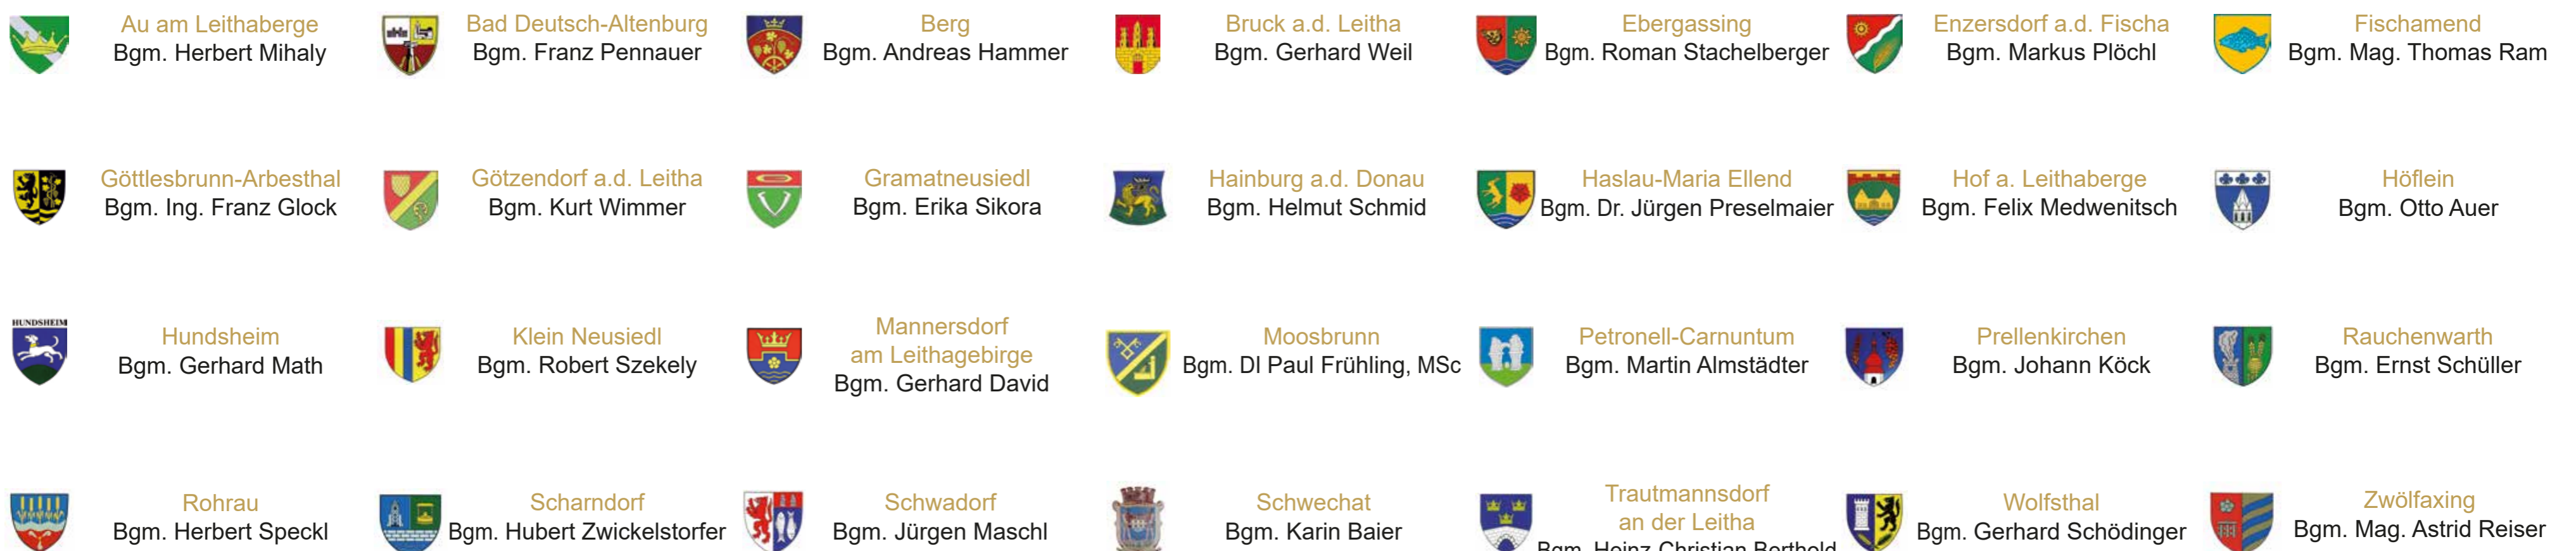 Au am Leithaberge
Bgm. Herbert Mihaly
Bad Deutsch-Altenburg
Bgm. Franz Pennauer
Berg
Bgm. Andreas Hammer
Bruck a.d. Leitha
Bgm. Gerhard Weil
Ebergassing
Bgm. Roman Stachelberger
Enzersdorf a.d. Fischa
Bgm. Markus Plöchl
Fischamend
Bgm. Mag. Thomas Ram
Göttlesbrunn-Arbesthal
Bgm. Ing. Franz Glock
Götzendorf a.d. Leitha
Bgm. Kurt Wimmer
Gramatneusiedl
Bgm. Erika Sikora
Hainburg a.d. Donau
Bgm. Helmut Schmid
Haslau-Maria Ellend
Bgm. Dr. Jürgen Preselmaier
Hof a. Leithaberge
Bgm. Felix Medwenitsch
Höflein
Bgm. Otto Auer
HUNDSHEIM
Hundsheim
Bgm. Gerhard Math
Klein Neusiedl
Bgm. Robert Szekely
Mannersdorf
am Leithagebirge
Bgm. Gerhard David
Moosbrunn
Bgm. DI Paul Frühling, MSc
Petronell-Carnuntum
Bgm. Martin Almstädter
Prellenkirchen
Bgm. Johann Köck
Rauchenwarth
Bgm. Ernst Schüller
Rohrau
Bgm. Herbert Speckl
Scharndorf
Bgm. Hubert Zwickelstorfer
Schwadorf
Bgm. Jürgen Maschl
Schwechat
Bgm. Karin Baier
Trautmannsdorf
an der Leitha
Bgm. Heinz-Christian Berthold
Wolfsthal
Bgm. Gerhard Schödinger
Zwölfaxing
Bgm. Mag. Astrid Reiser